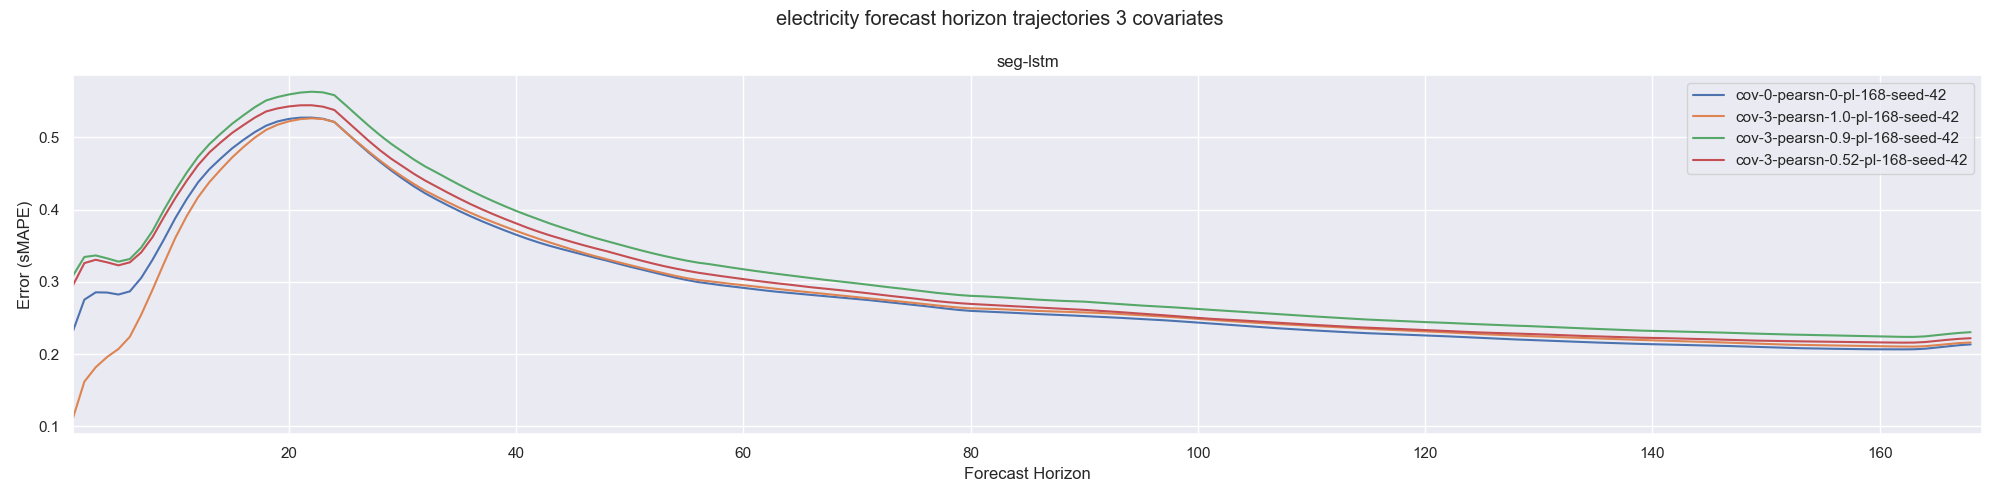 electricity forecast horizon trajectories 3 covariates
seg-lstm
cov-0-pearsn-0-pl-168-seed-42
cov-3-pearsn-1.0-pl-168-seed-42
cov-3-pearsn-0.9-pl-168-seed-42
cov-3-pearsn-0.52-pl-168-seed-42
Error (sMAPE)
0.5
0.4
0.3
0.2
0.1
20 40 60 80 100 120 140 160
Forecast Horizon